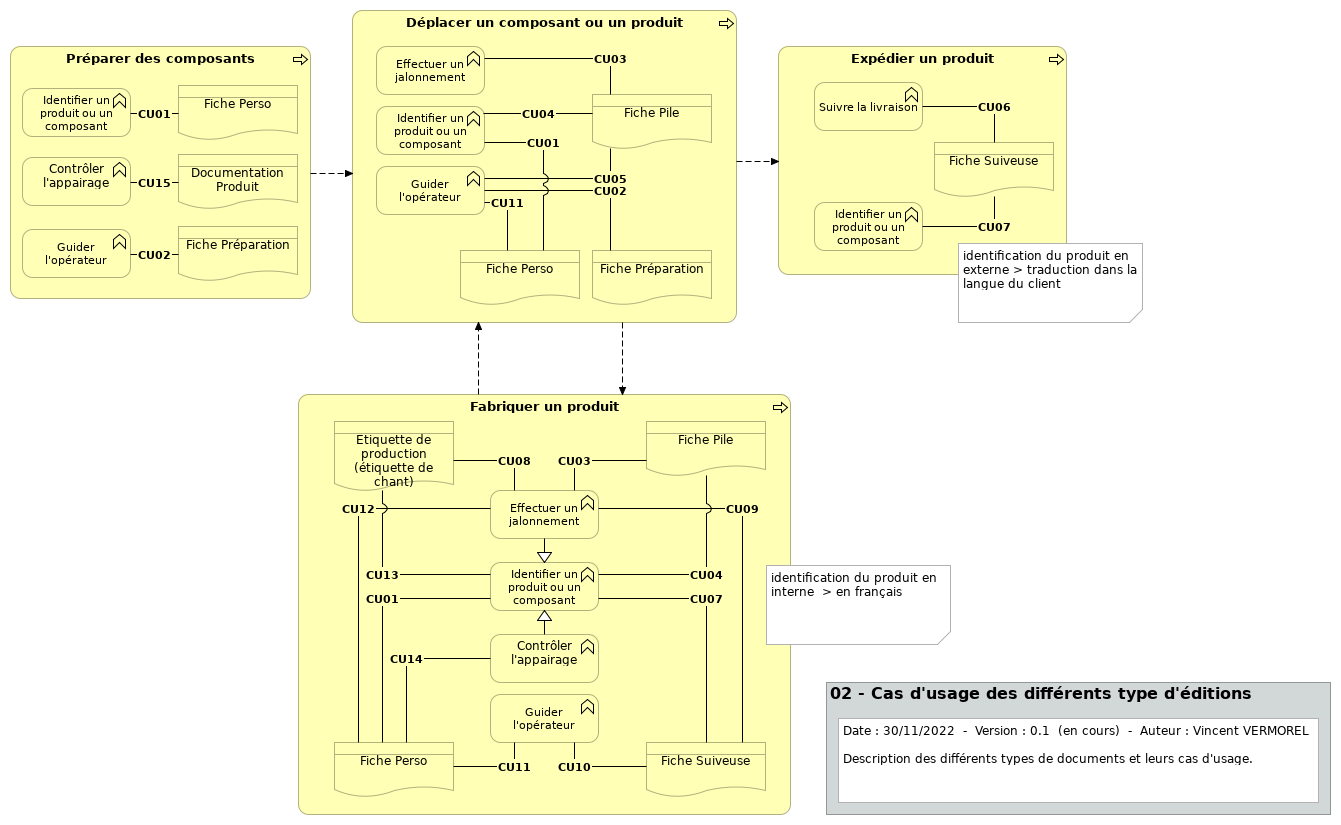 Préparer des composants
Identifier un
produit ou un
composant
CU01
Fiche Perso
Contrôler
l'appairage
CU15
Documentation
Produit
Guider
l'opérateur
CU02
Fiche Préparation
Déplacer un composant ou un produit
Effectuer un
jalonnement
CU03
Identifier un
produit ou un
composant
CU04
Fiche Pile
CU01
Guider
l'opérateur
CU05
CU02
CU11
Fiche Perso
Fiche Préparation
Expédier un produit
Suivre la livraison
CU06
Fiche Suiveuse
Identifier un
produit ou un
composant
CU07
identification du produit en
externe > traduction dans la
langue du client
Fabriquer un produit
Etiquette de
production
(étiquette de
chant)
CU08
CU03
Fiche Pile
CU12
Effectuer un
jalonnement
CU09
CU13
Identifier un
produit ou un
composant
CU04
CU01
CU07
Contrôler
l'appairage
CU14
Guider
l'opérateur
Fiche Perso
CU11
CU10
Fiche Suiveuse
identification du produit en
interne  > en français
02 - Cas d'usage des différents type d'éditions
Date : 30/11/2022  -  Version : 0.1  (en cours)  -  Auteur : Vincent VERMOREL
Description des différents types de documents et leurs cas d'usage.